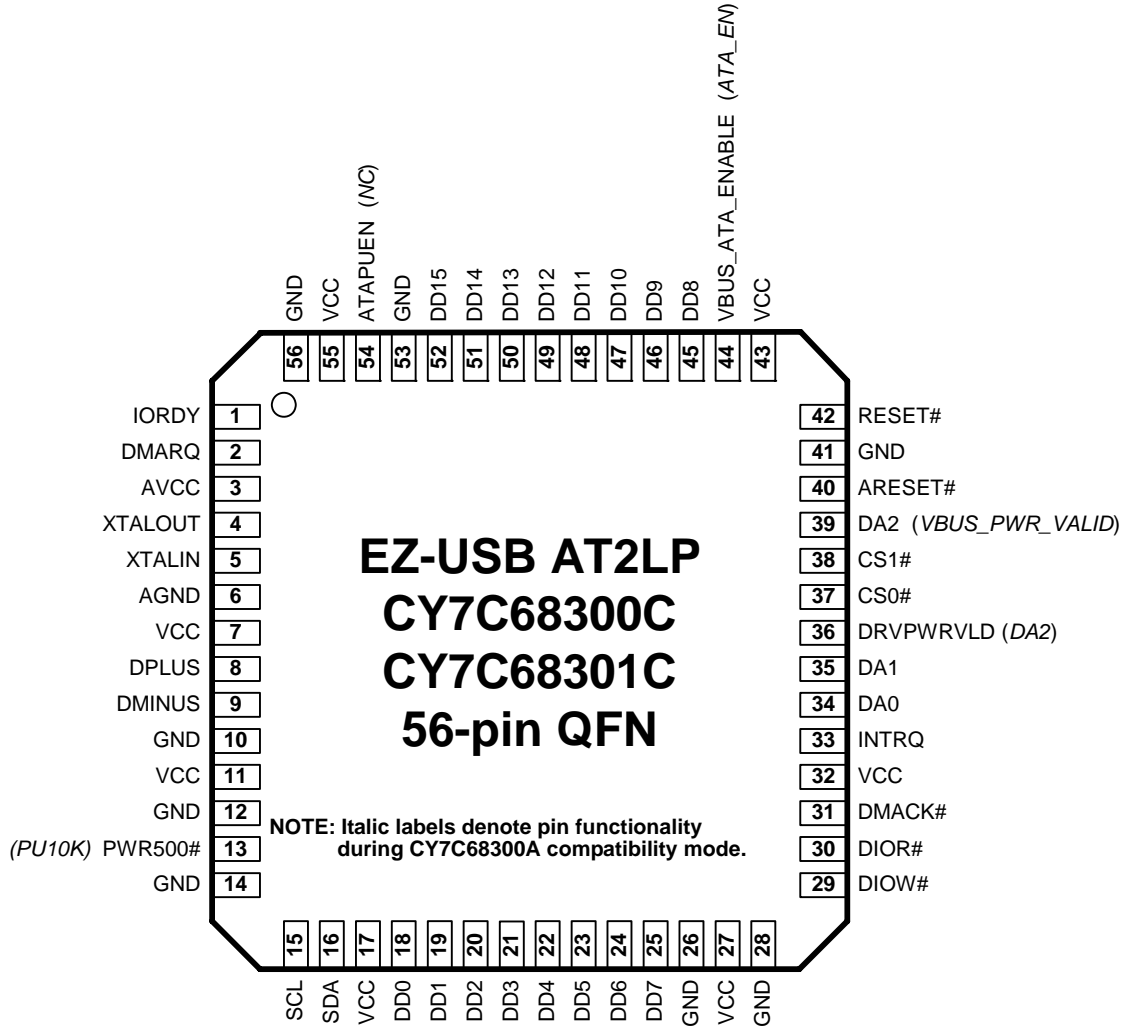 VBUS_ATA_ENABLE (ATA_EN)
ATAPUEN (NC)
GND
VCC
GND
DD15
DD14
DD13
DD12
DD11
DD10
DD9
DD8
VCC
56
55
54
53
52
51
50
49
48
47
46
45
44
43
IORDY 1
DMARQ 2
AVCC 3
XTALOUT 4
XTALIN 5
AGND 6
VCC 7
DPLUS 8
DMINUS 9
GND 10
VCC 11
GND 12
(PU10K) PWR500# 13
GND 14
EZ-USB AT2LP
CY7C68300C
CY7C68301C
56-pin QFN
NOTE: Italic labels denote pin functionality
during CY7C68300A compatibility mode.
42 RESET#
41 GND
40 ARESET#
39 DA2 (VBUS_PWR_VALID)
38 CS1#
37 CS0#
36 DRVPWRVLD (DA2)
35 DA1
34 DA0
33 INTRQ
32 VCC
31 DMACK#
30 DIOR#
29 DIOW#
15
16
17
18
19
20
21
22
23
24
25
26
27
28
SCL
SDA
VCC
DD0
DD1
DD2
DD3
DD4
DD5
DD6
DD7
GND
VCC
GND